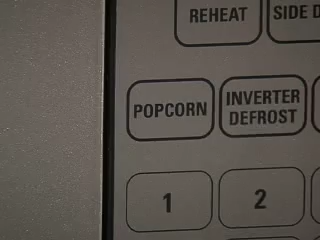 REHEAT
SIDE D
POPCORN
INVERTER
DEFROST
1
2